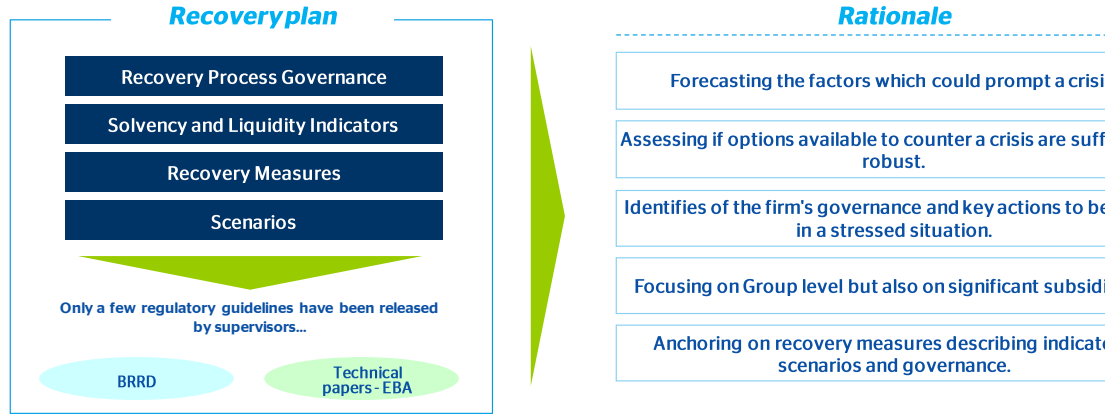 Recovery plan
Recovery Process Governance
Solvency and Liquidity Indicators
Recovery Measures
Scenarios
Only a few regulatory guidelines have been released
by supervisors...
BRRD
Technical
papers - EBA
Rationale
Forecasting the factors which could prompt a crisi
Assessing if options available to counter a crisis are suff
robust.
Identifies of the firm's governance and key actions to be
in a stressed situation.
Focusing on Group level but also on significant subsidi
Anchoring on recovery measures describing indicat
scenarios and governance.